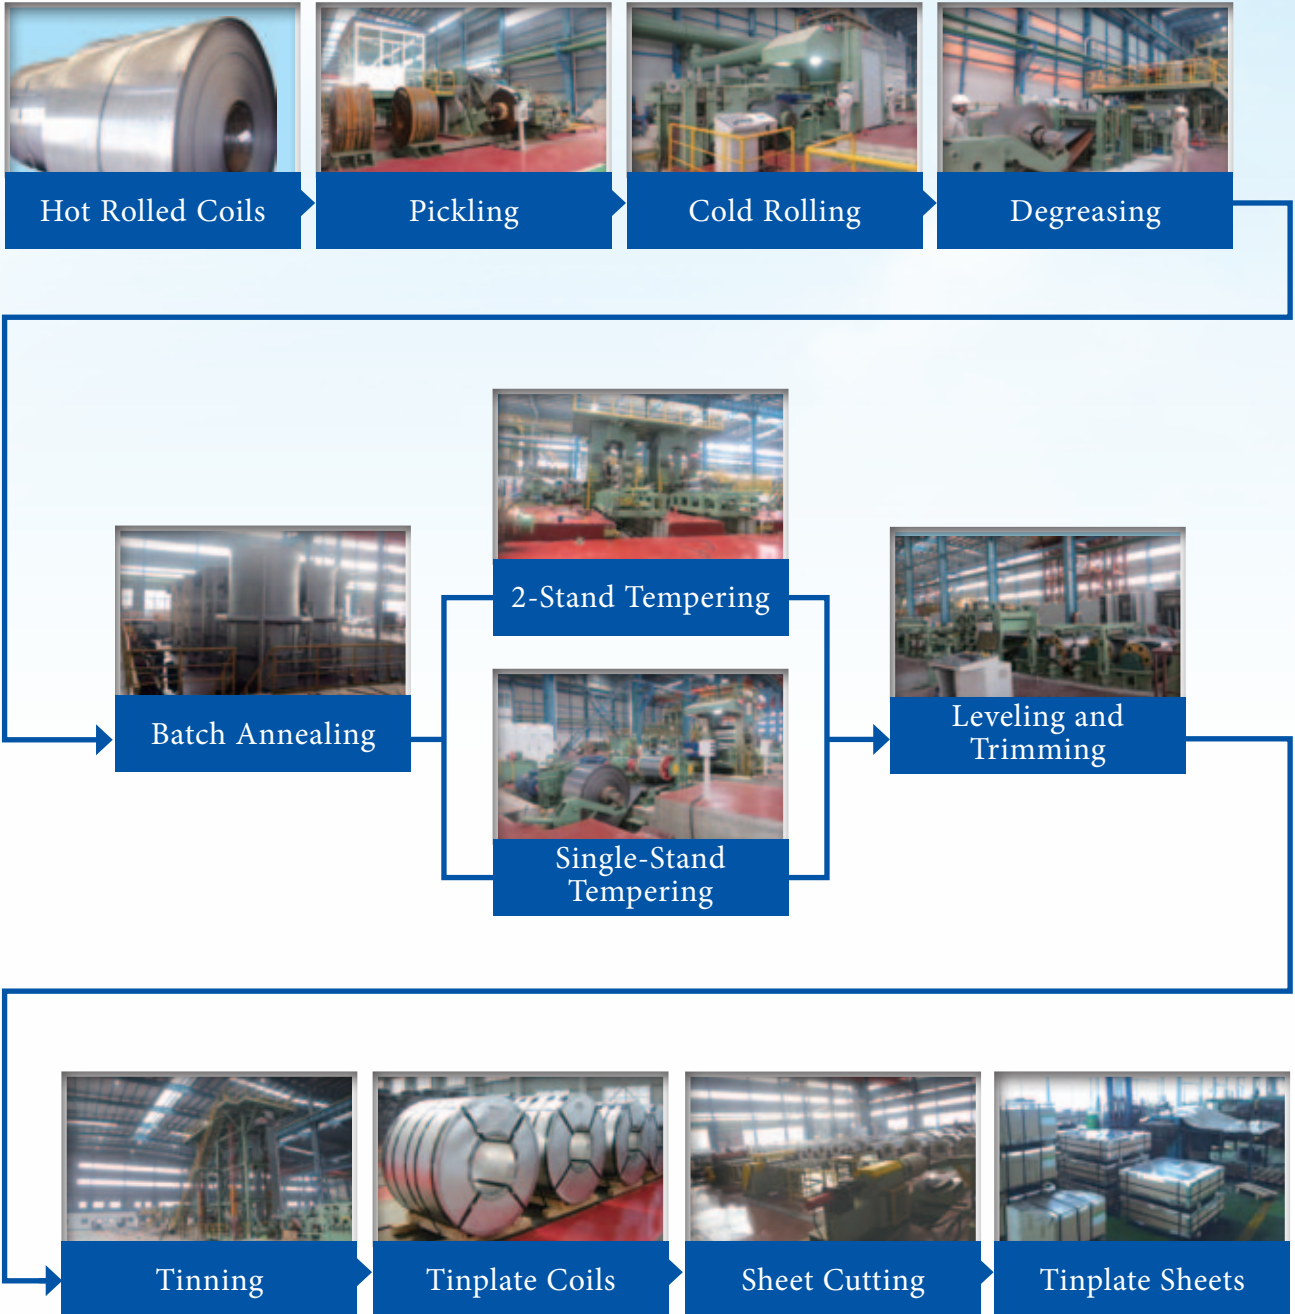 Hot Rolled Coils
Pickling
Cold Rolling
Degreasing
2-Stand Tempering
Batch Annealing
Leveling and
Trimming
Single-Stand
Tempering
Tinning
Tinplate Coils
Sheet Cutting
Tinplate Sheets